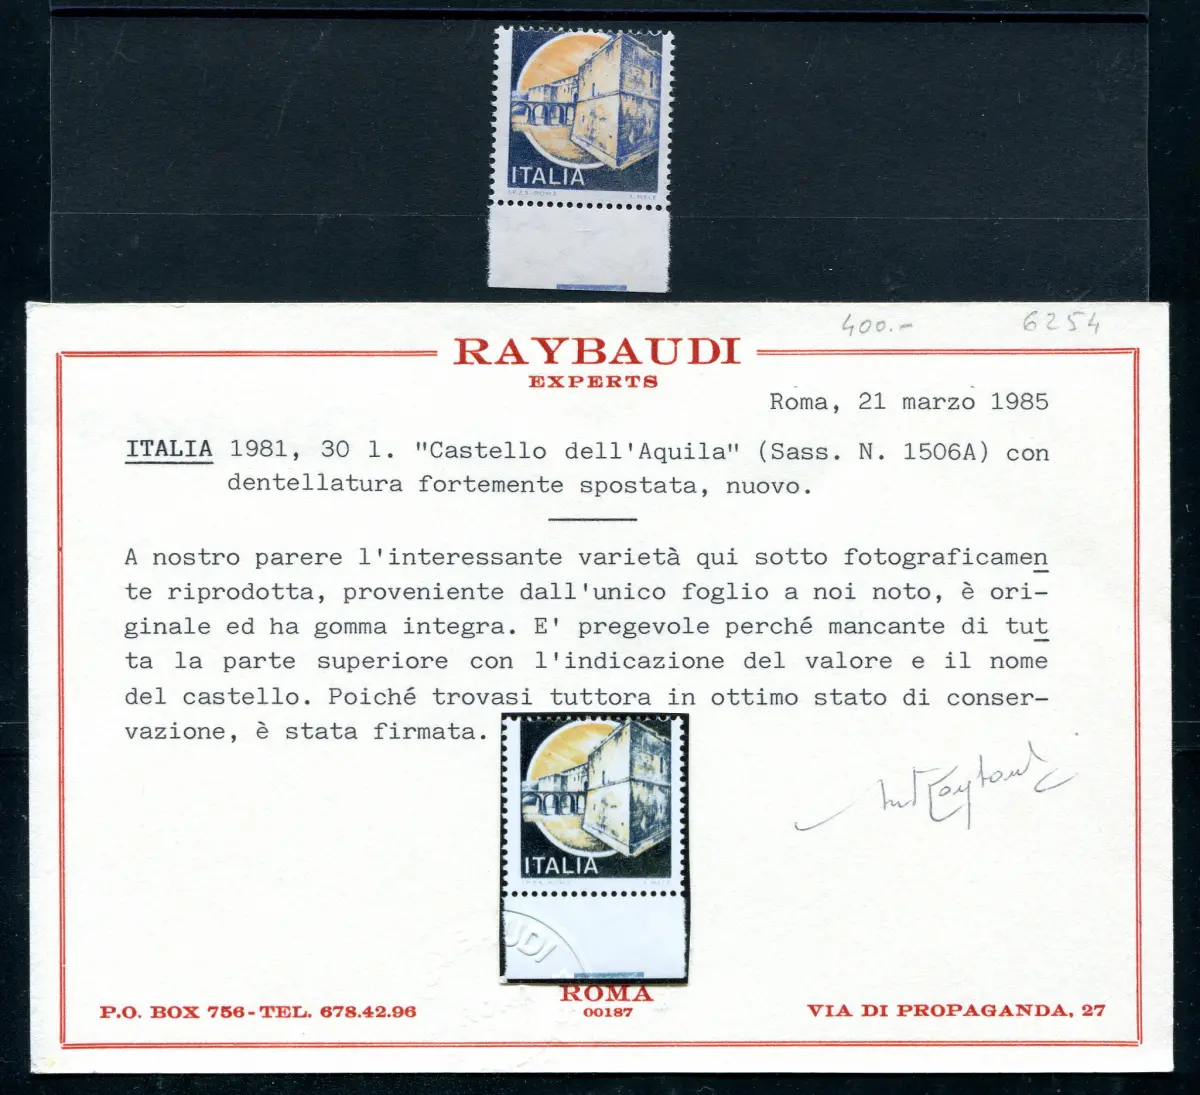 ITALIA
I.P.Z.S. ROMA E. MELE
400.- 6254
RAYBAUDI
EXPERTS
Roma, 21 marzo 1985
ITALIA 1981, 30 l. "Castello dell'Aquila" (Sass. N. 1506A) con
dentellatura fortemente spostata, nuovo.
A nostro parere l'interessante varietà qui sotto fotograficamen
te riprodotta, proveniente dall'unico foglio a noi noto, è ori-
ginale ed ha gomma integra. E' pregevole perché mancante di tut
ta la parte superiore con l'indicazione del valore e il nome
del castello. Poiché trovasi tuttora in ottimo stato di conser-
vazione, è stata firmata.
ITALIA
ROMA
00187
P.O. BOX 756-TEL. 678.42.96
VIA DI PROPAGANDA, 27